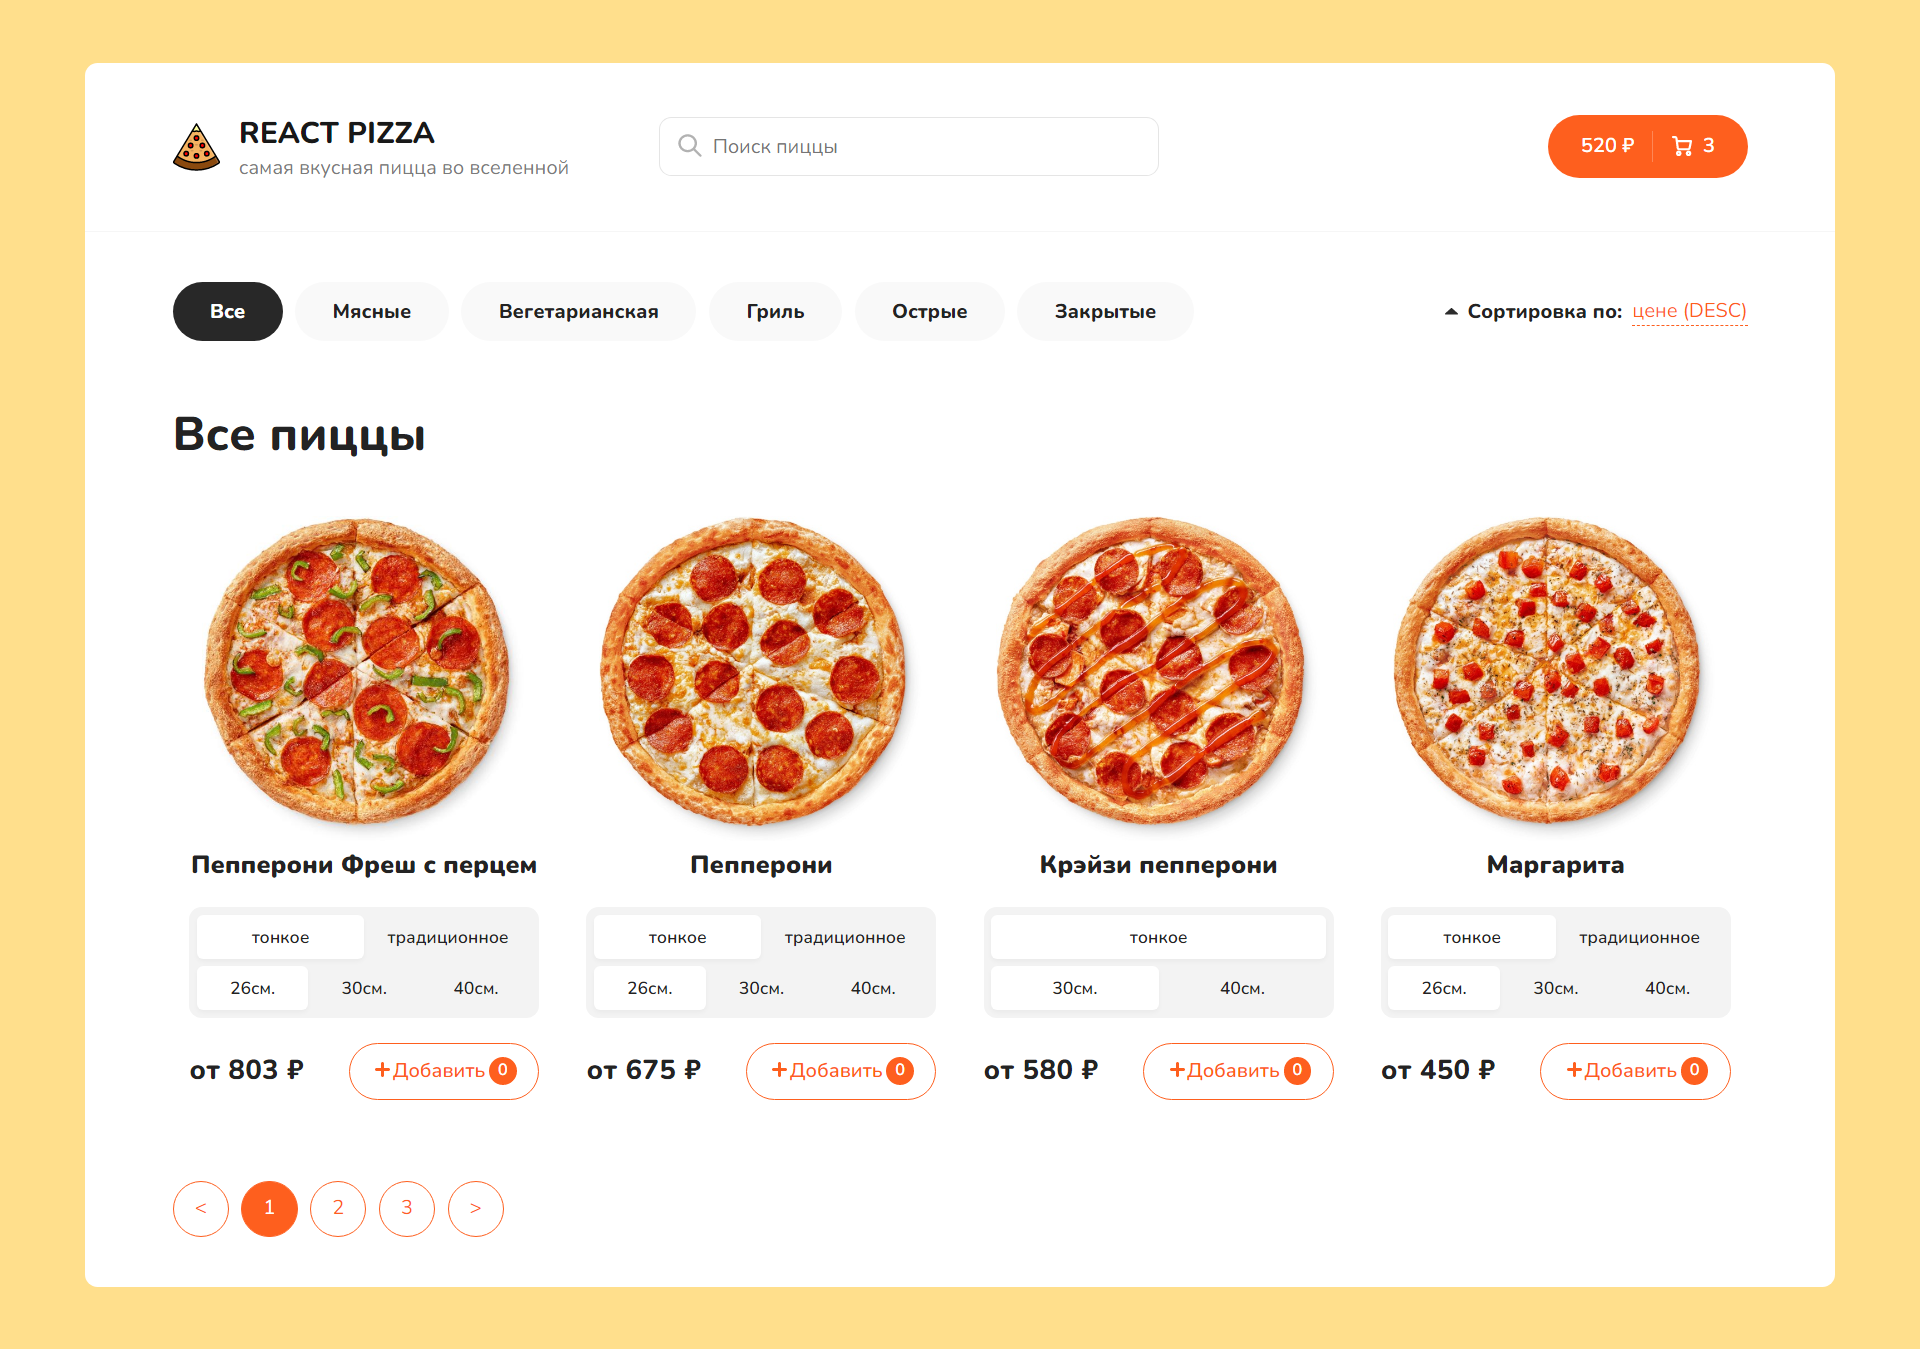 REACT PIZZA
самая вкусная пицца во вселенной
Поиск пиццы
520 ₽ 3
Все Мясные Вегетарианская Гриль Острые Закрытые Сортировка по: цене (DESC)
Все пиццы
Пепперони Фреш с перцем Пепперони Крэйзи пепперони Маргарита
тонкое традиционное тонкое традиционное тонкое тонкое традиционное
26см. 30см. 40см. 26см. 30см. 40см. 30см. 40см. 26см. 30см. 40см.
от 803 ₽ +Добавить 0 от 675 ₽ +Добавить 0 от 580 ₽ +Добавить 0 от 450 ₽ +Добавить 0
< 1 2 3 >